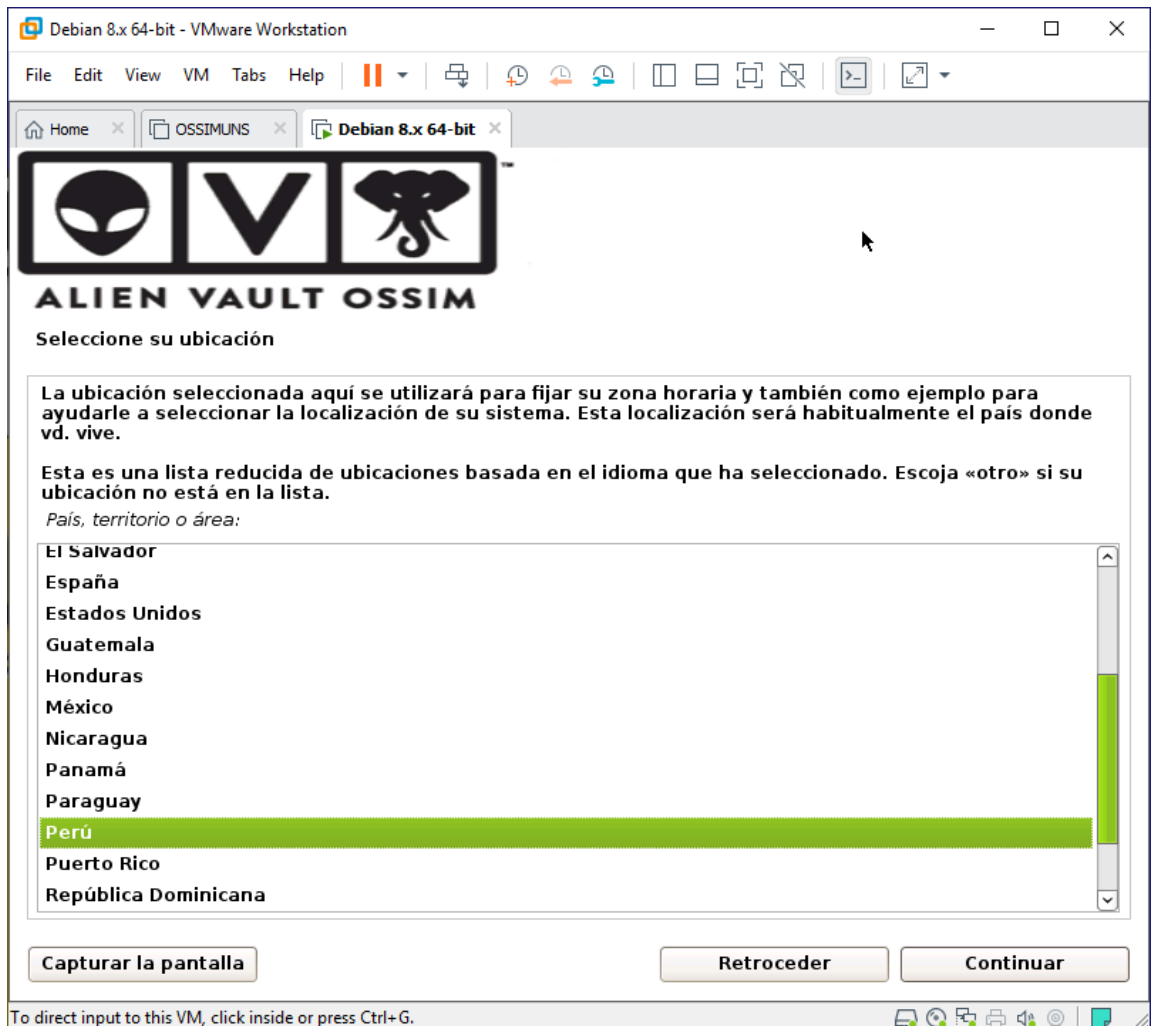 Debian 8.x 64-bit - VMware Workstation
File Edit View VM Tabs Help
Home OSSIMUNS Debian 8.x 64-bit
V ™
ALIEN VAULT OSSIM
Seleccione su ubicación
La ubicación seleccionada aquí se utilizará para fijar su zona horaria y también como ejemplo para
ayudarle a seleccionar la localización de su sistema. Esta localización será habitualmente el país donde
vd. vive.
Esta es una lista reducida de ubicaciones basada en el idioma que ha seleccionado. Escoja «otro» si su
ubicación no está en la lista.
País, territorio o área:
El Salvador
España
Estados Unidos
Guatemala
Honduras
México
Nicaragua
Panamá
Paraguay
Perú
Puerto Rico
República Dominicana
Capturar la pantalla Retroceder Continuar
To direct input to this VM, click inside or press Ctrl+G.